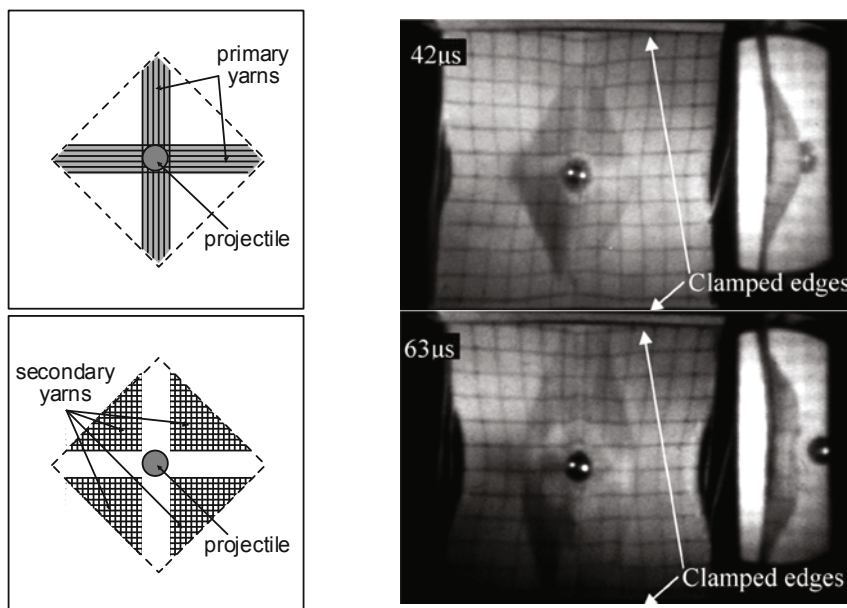 primary
yarns
projectile
secondary
yarns
projectile
42μs
Clamped edges
63μs
Clamped edges